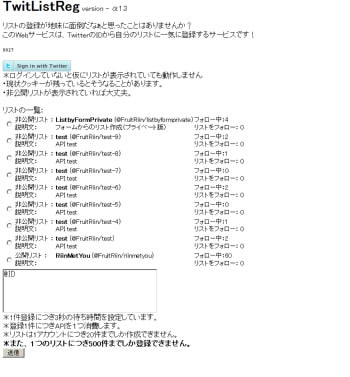 TwitListReg version - α1.3
リストの登録が地味に面倒だなぁと思ったことはありませんか？
このWebサービスは、TwitterのIDから自分のリストに一気に登録するサービスです！
9927
Sign in with Twitter
＊ログインしていないと仮にリストが表示されていても動作しません
・現状クッキーが残っているとそうなることがあります。
・非公開リストが表示されていれば大丈夫。
リストの一覧:
非公開リスト : ListbyFormPrivate (@FruitRiin/listbyformprivate) フォロー中:4
説明文: フォームからのリスト作成(プライベート版) リストをフォロー: 0
非公開リスト : test (@FruitRiin/test-9) フォロー中:2
説明文: API test リストをフォロー: 0
非公開リスト : test (@FruitRiin/test-8) フォロー中:1
説明文: API test リストをフォロー: 0
非公開リスト : test (@FruitRiin/test-7) フォロー中:2
説明文: API test リストをフォロー: 0
非公開リスト : test (@FruitRiin/test-6) フォロー中:2
説明文: API test リストをフォロー: 0
非公開リスト : test (@FruitRiin/test-5) フォロー中:0
説明文: API test リストをフォロー: 0
非公開リスト : test (@FruitRiin/test-4) フォロー中:1
説明文: API test リストをフォロー: 0
非公開リスト : test (@FruitRiin/test) フォロー中:2
説明文: API test リストをフォロー: 0
公開リスト : RiinMetYou (@FruitRiin/riinmetyou) フォロー中:60
説明文: リストをフォロー: 0
@ID
＊1件登録につき3秒の待ち時間を設定しています。
＊登録1件につきAPIを1つ消費します。
＊リストは1アカウントにつき20件までしか作成できません。
＊また、1つのリストにつき500件までしか登録できません。
送信